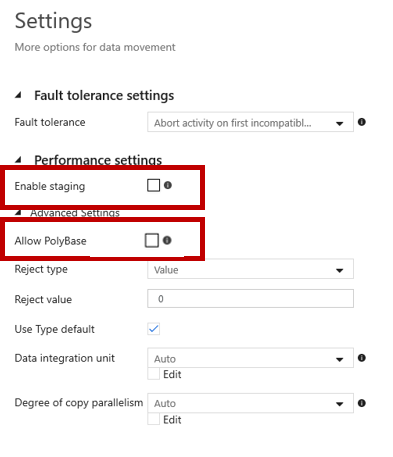 Settings
More options for data movement
Fault tolerance settings
Fault tolerance Abort activity on first incompatibl...
Performance settings
Enable staging
Advanced Settings
Allow PolyBase
Reject type Value
Reject value 0
Use Type default
Data integration unit Auto
Edit
Degree of copy parallelism Auto
Edit